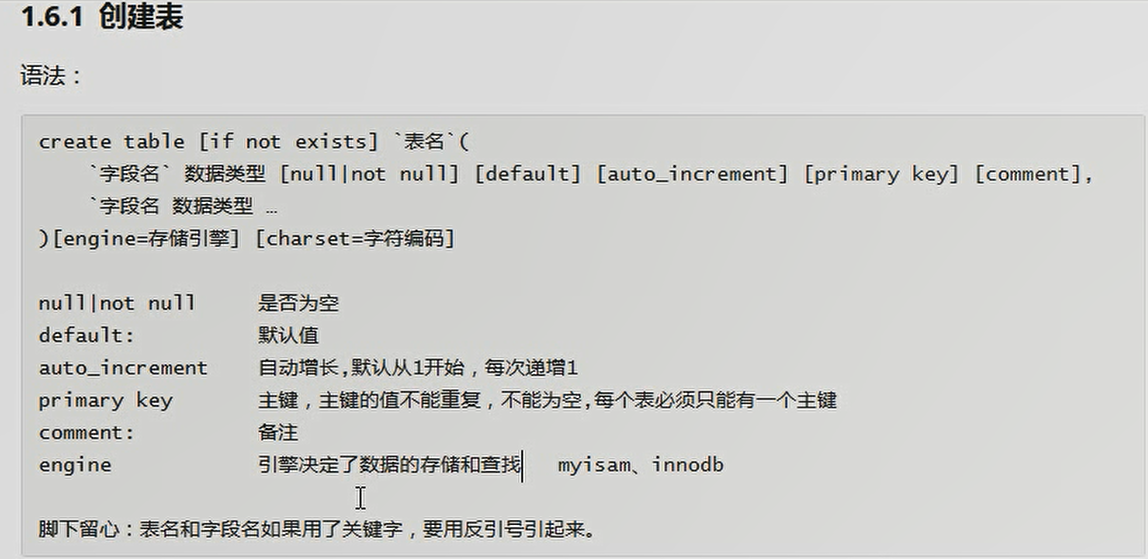 1.6.1 创建表
语法：
create table [if not exists] `表名`(
`字段名` 数据类型 [null|not null] [default] [auto_increment] [primary key] [comment],
`字段名 数据类型 …
)[engine=存储引擎] [charset=字符编码]
null|not null 是否为空
default: 默认值
auto_increment 自动增长,默认从1开始，每次递增1
primary key 主键，主键的值不能重复，不能为空,每个表必须只能有一个主键
comment: 备注
engine 引擎决定了数据的存储和查找 myisam、innodb
脚下留心：表名和字段名如果用了关键字，要用反引号引起来。